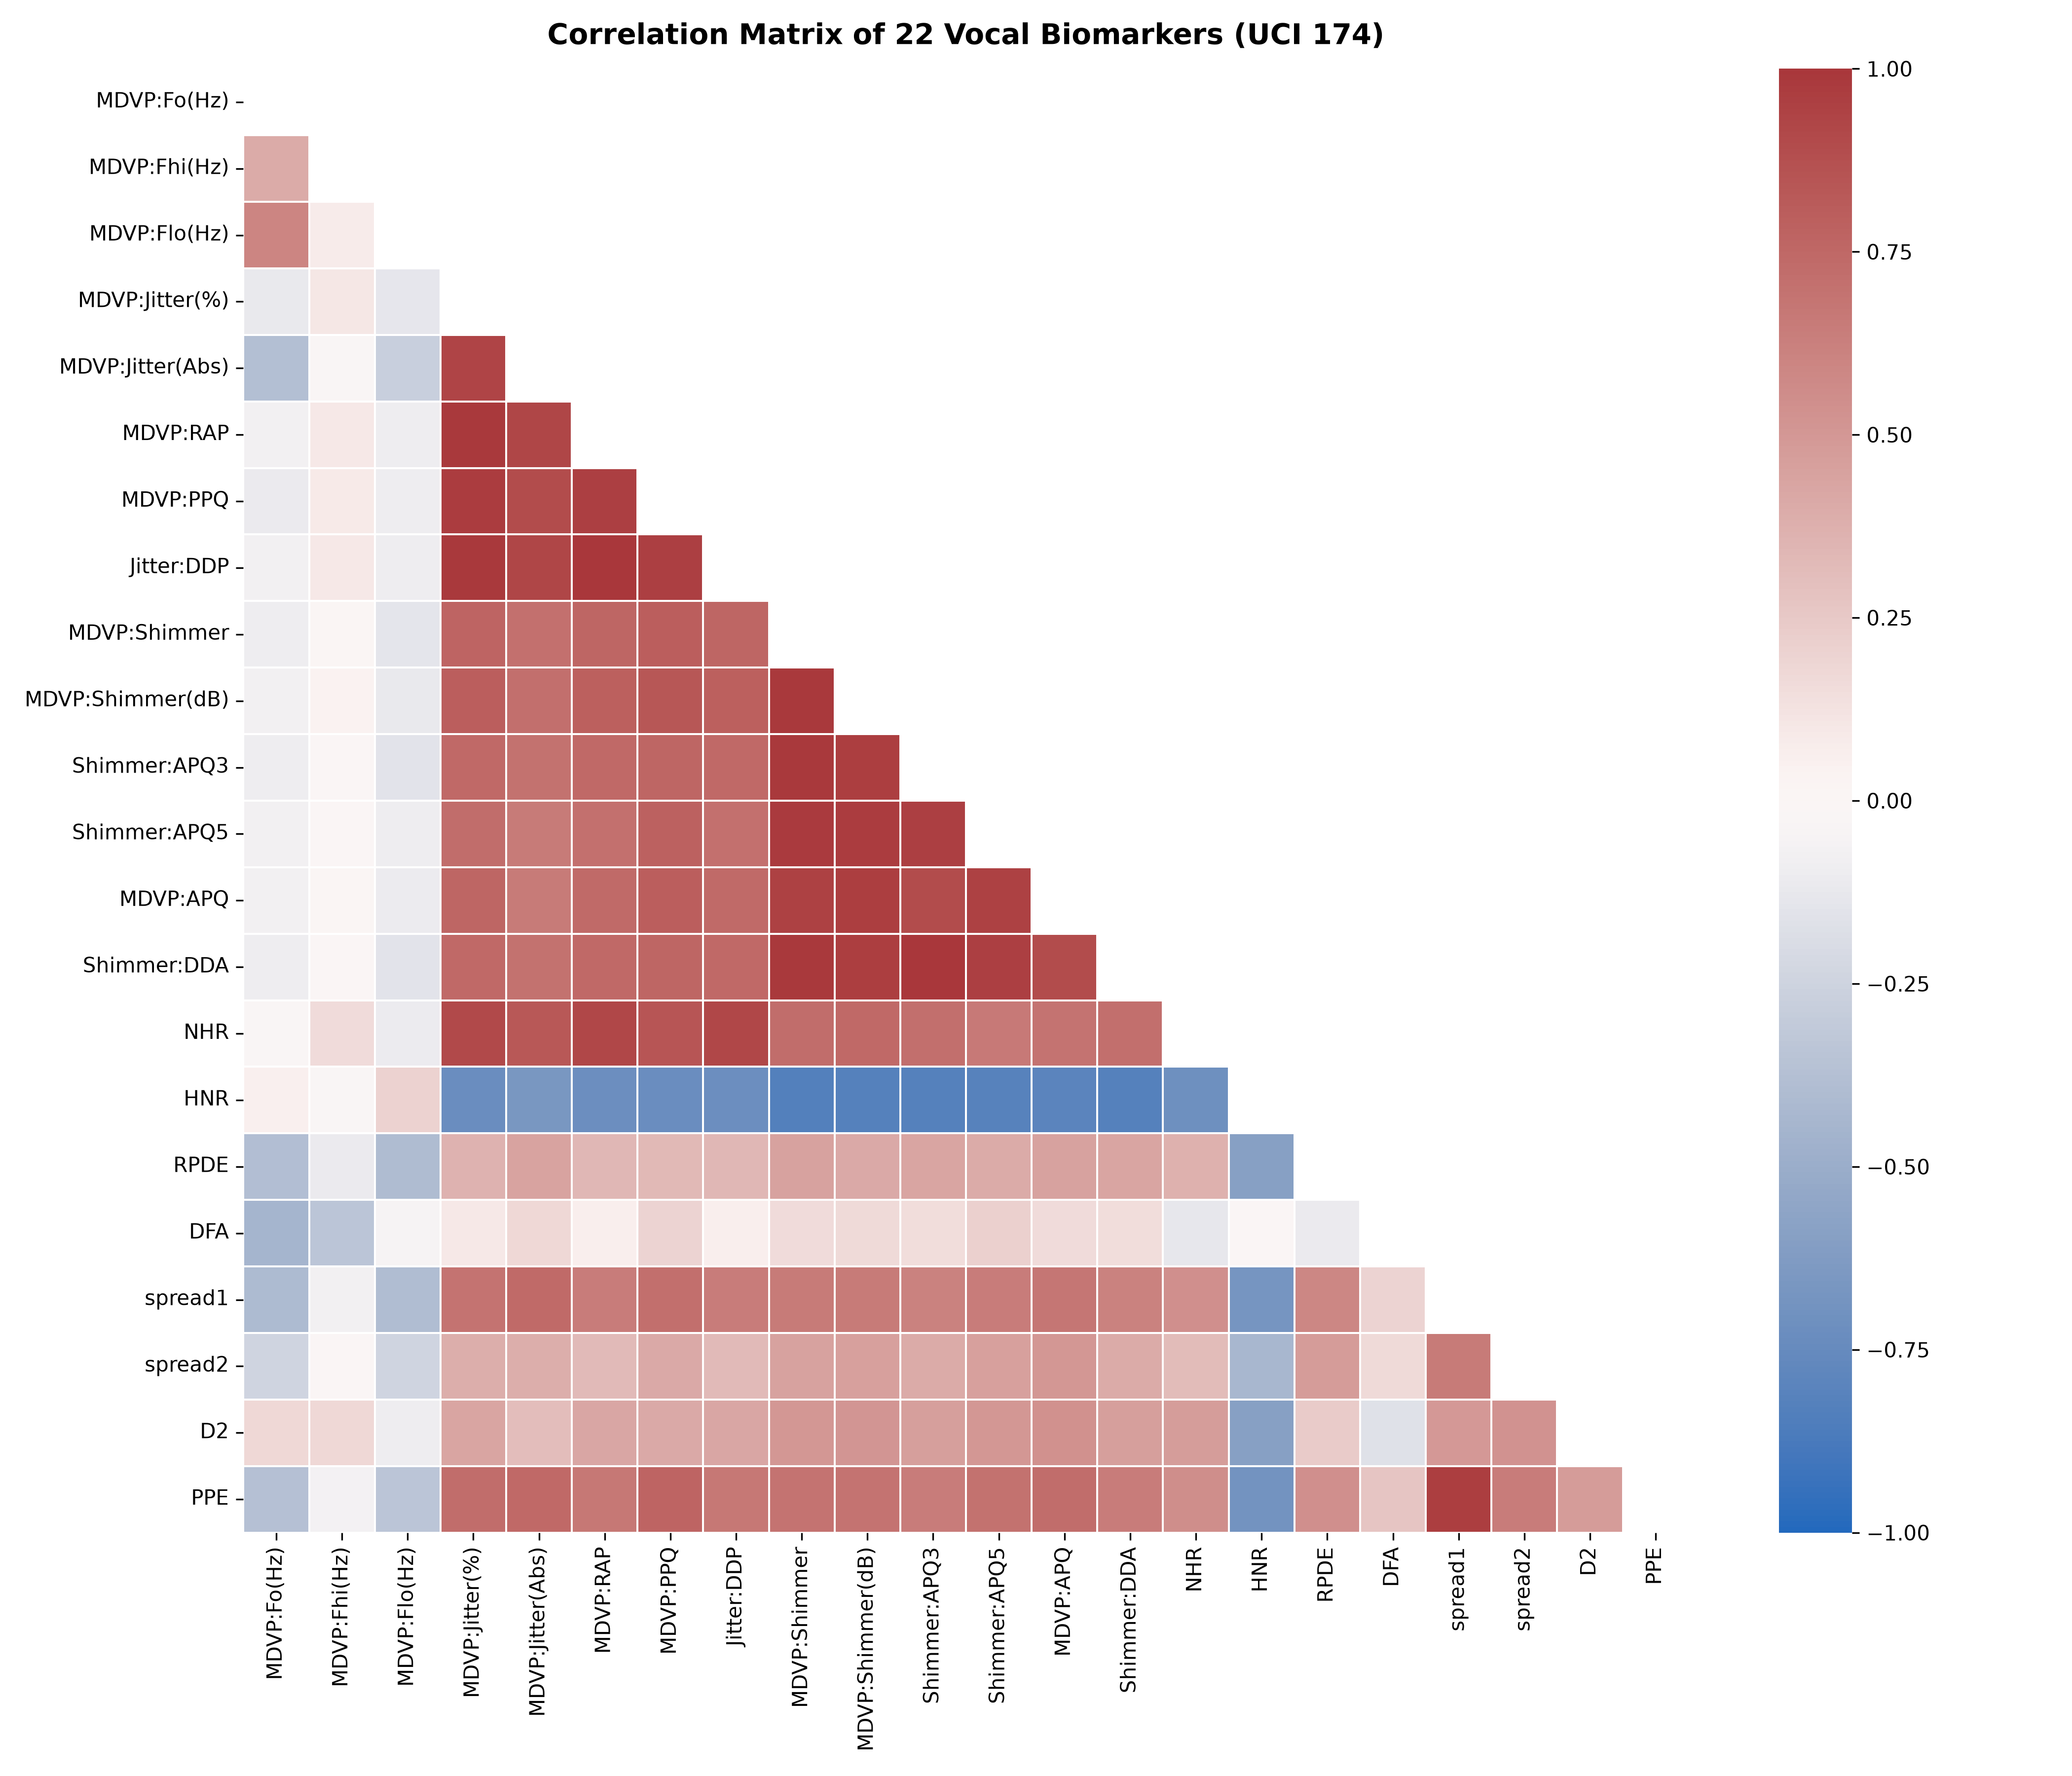 Correlation Matrix of 22 Vocal Biomarkers (UCI 174)
MDVP:Fo(Hz)
MDVP:Fhi(Hz)
MDVP:Flo(Hz)
MDVP:Jitter(%)
MDVP:Jitter(Abs)
MDVP:RAP
MDVP:PPQ
Jitter:DDP
MDVP:Shimmer
MDVP:Shimmer(dB)
Shimmer:APQ3
Shimmer:APQ5
MDVP:APQ
Shimmer:DDA
NHR
HNR
RPDE
DFA
spread1
spread2
D2
PPE
MDVP:Fo(Hz)
MDVP:Fhi(Hz)
MDVP:Flo(Hz)
MDVP:Jitter(%)
MDVP:Jitter(Abs)
MDVP:RAP
MDVP:PPQ
Jitter:DDP
MDVP:Shimmer
MDVP:Shimmer(dB)
Shimmer:APQ3
Shimmer:APQ5
MDVP:APQ
Shimmer:DDA
NHR
HNR
RPDE
DFA
spread1
spread2
D2
PPE
1.00
0.75
0.50
0.25
0.00
−0.25
−0.50
−0.75
−1.00